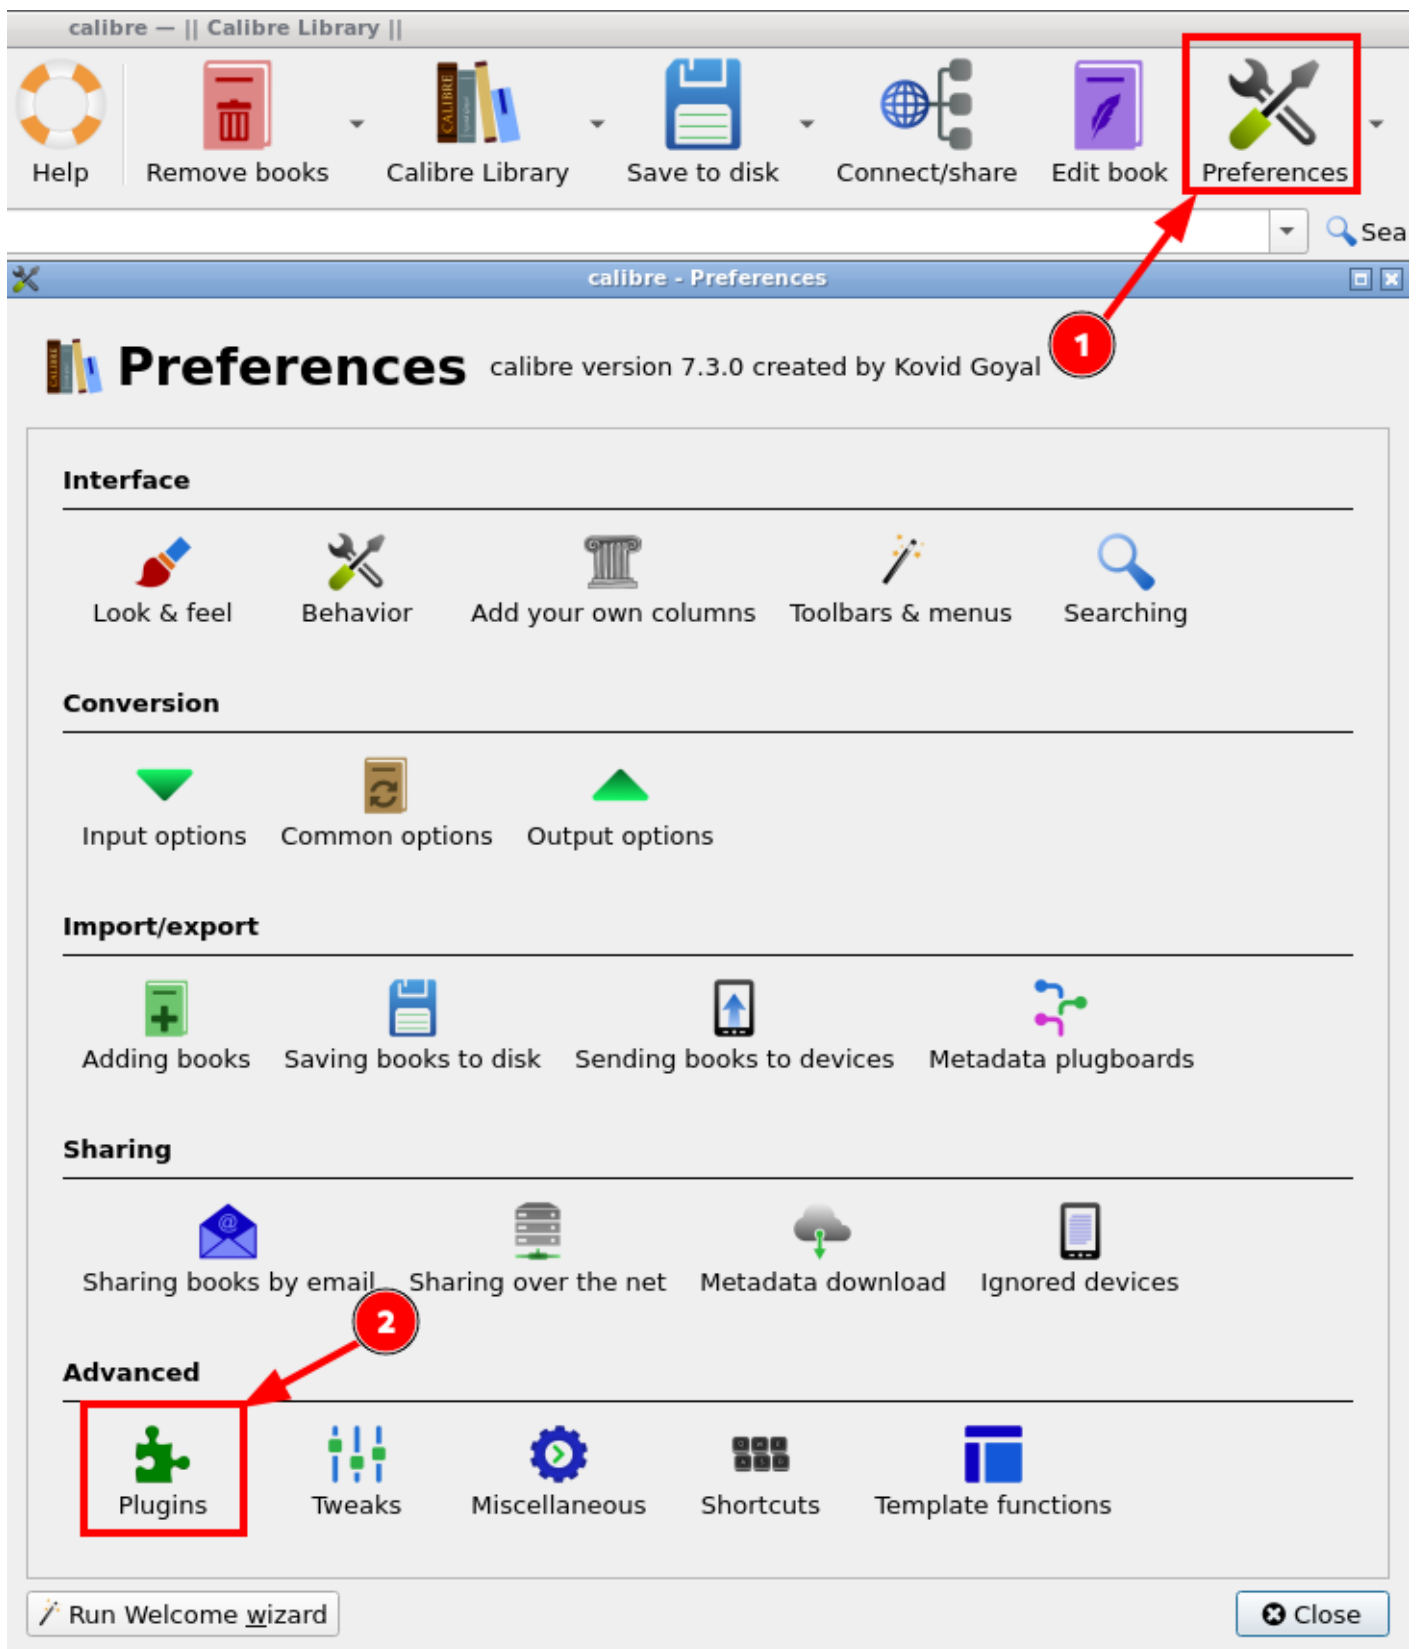 calibre — || Calibre Library ||
CALIBRE
Help Remove books Calibre Library Save to disk Connect/share Edit book Preferences
Sea
calibre - Preferences
1
Preferences calibre version 7.3.0 created by Kovid Goyal
Interface
Look & feel Behavior Add your own columns Toolbars & menus Searching
Conversion
Input options Common options Output options
Import/export
Adding books Saving books to disk Sending books to devices Metadata plugboards
Sharing
@
Sharing books by email Sharing over the net Metadata download Ignored devices
2
Advanced
Plugins Tweaks Miscellaneous Shortcuts Template functions
Run Welcome wizard Close